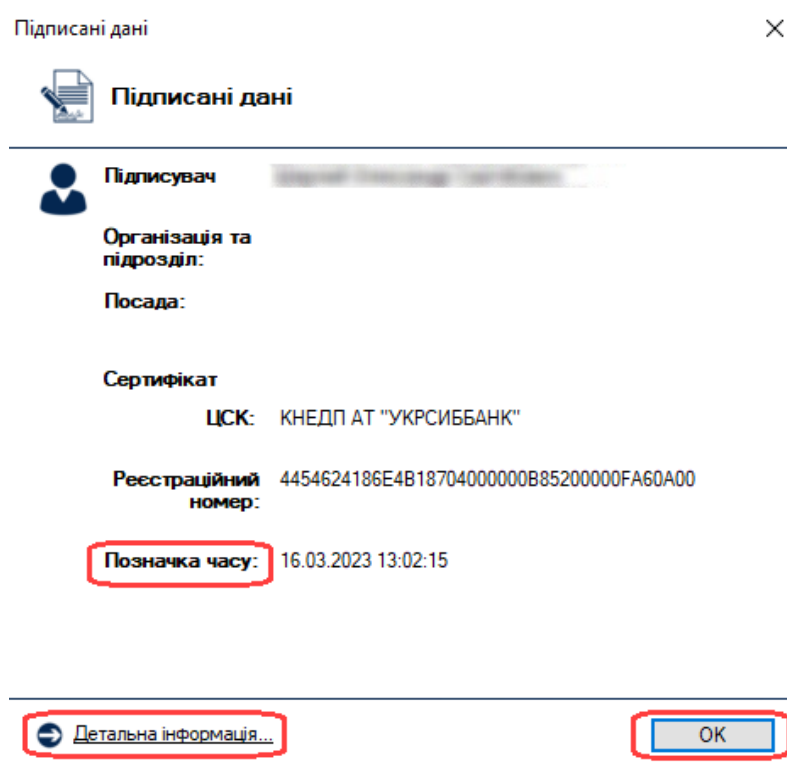 Підписані дані
Підписані дані
Підписувач
Організація та
підрозділ:
Посада:
Сертифікат
ЦСК: КНЕДП АТ "УКРСИББАНК"
Реєстраційний 4454624186E4B18704000000B85200000FA60A00
номер:
Позначка часу: 16.03.2023 13:02:15
Детальна інформація...
OK